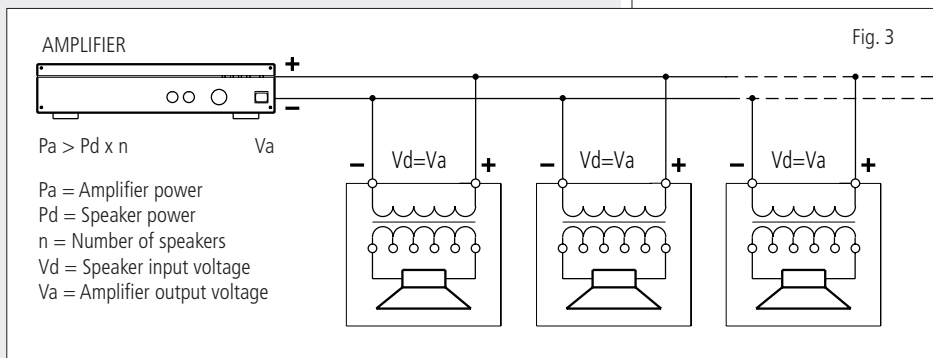 Fig. 3
AMPLIFIER
+
−
Pa > Pd x n
Va
− Vd=Va +
− Vd=Va +
− Vd=Va +
Pa = Amplifier power
Pd = Speaker power
n = Number of speakers
Vd = Speaker input voltage
Va = Amplifier output voltage